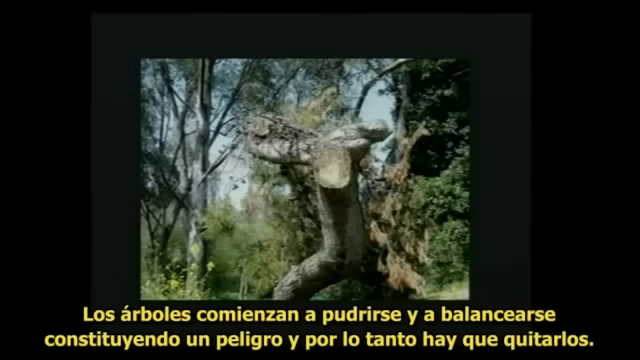 Los árboles comienzan a pudrirse y a balancearse
constituyendo un peligro y por lo tanto hay que quitarlos.